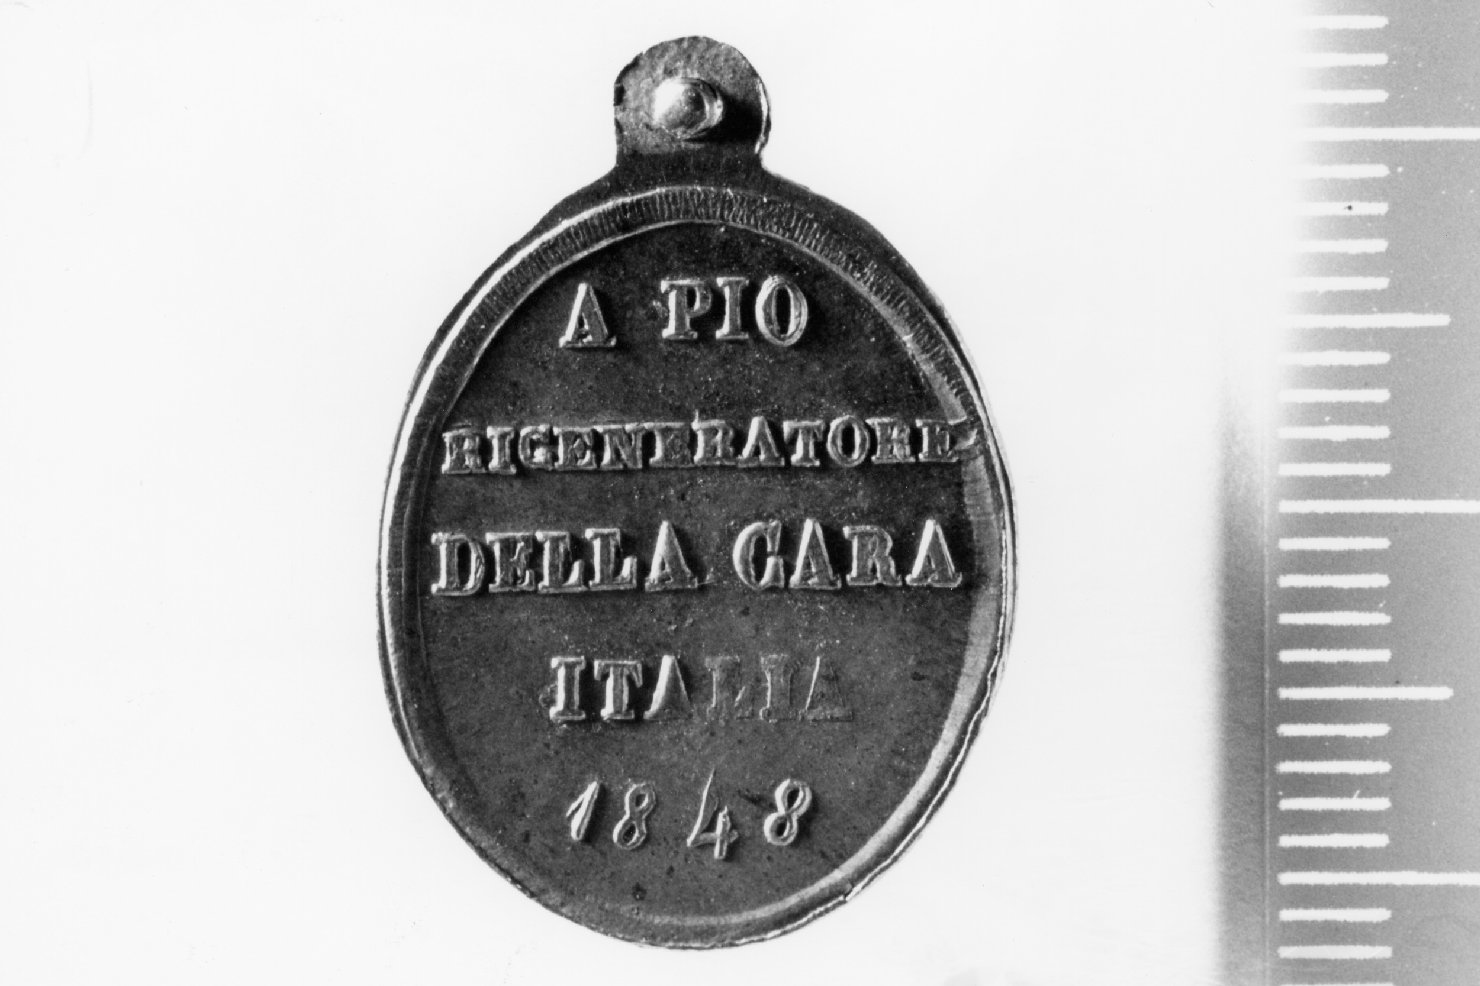 A PIO
RIGENERATORE
DELLA CARA
ITALIA
1848